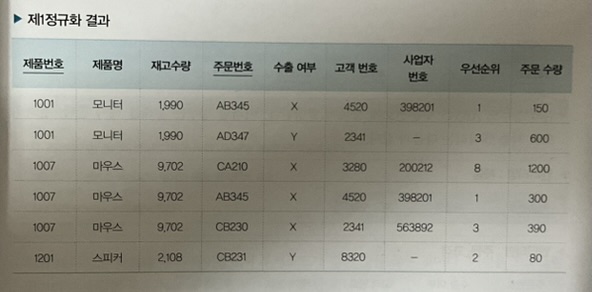 ▶ 제1정규화 결과
제품번호 제품명 재고수량 주문번호 수출 여부 고객 번호 사업자 번호 우선순위 주문 수량
1001 모니터 1,990 AB345 X 4520 398201 1 150
1001 모니터 1,990 AD347 Y 2341 – 3 600
1007 마우스 9,702 CA210 X 3280 200212 8 1200
1007 마우스 9,702 AB345 X 4520 398201 1 300
1007 마우스 9,702 CB230 X 2341 563892 3 390
1201 스피커 2,108 CB231 Y 8320 – 2 80